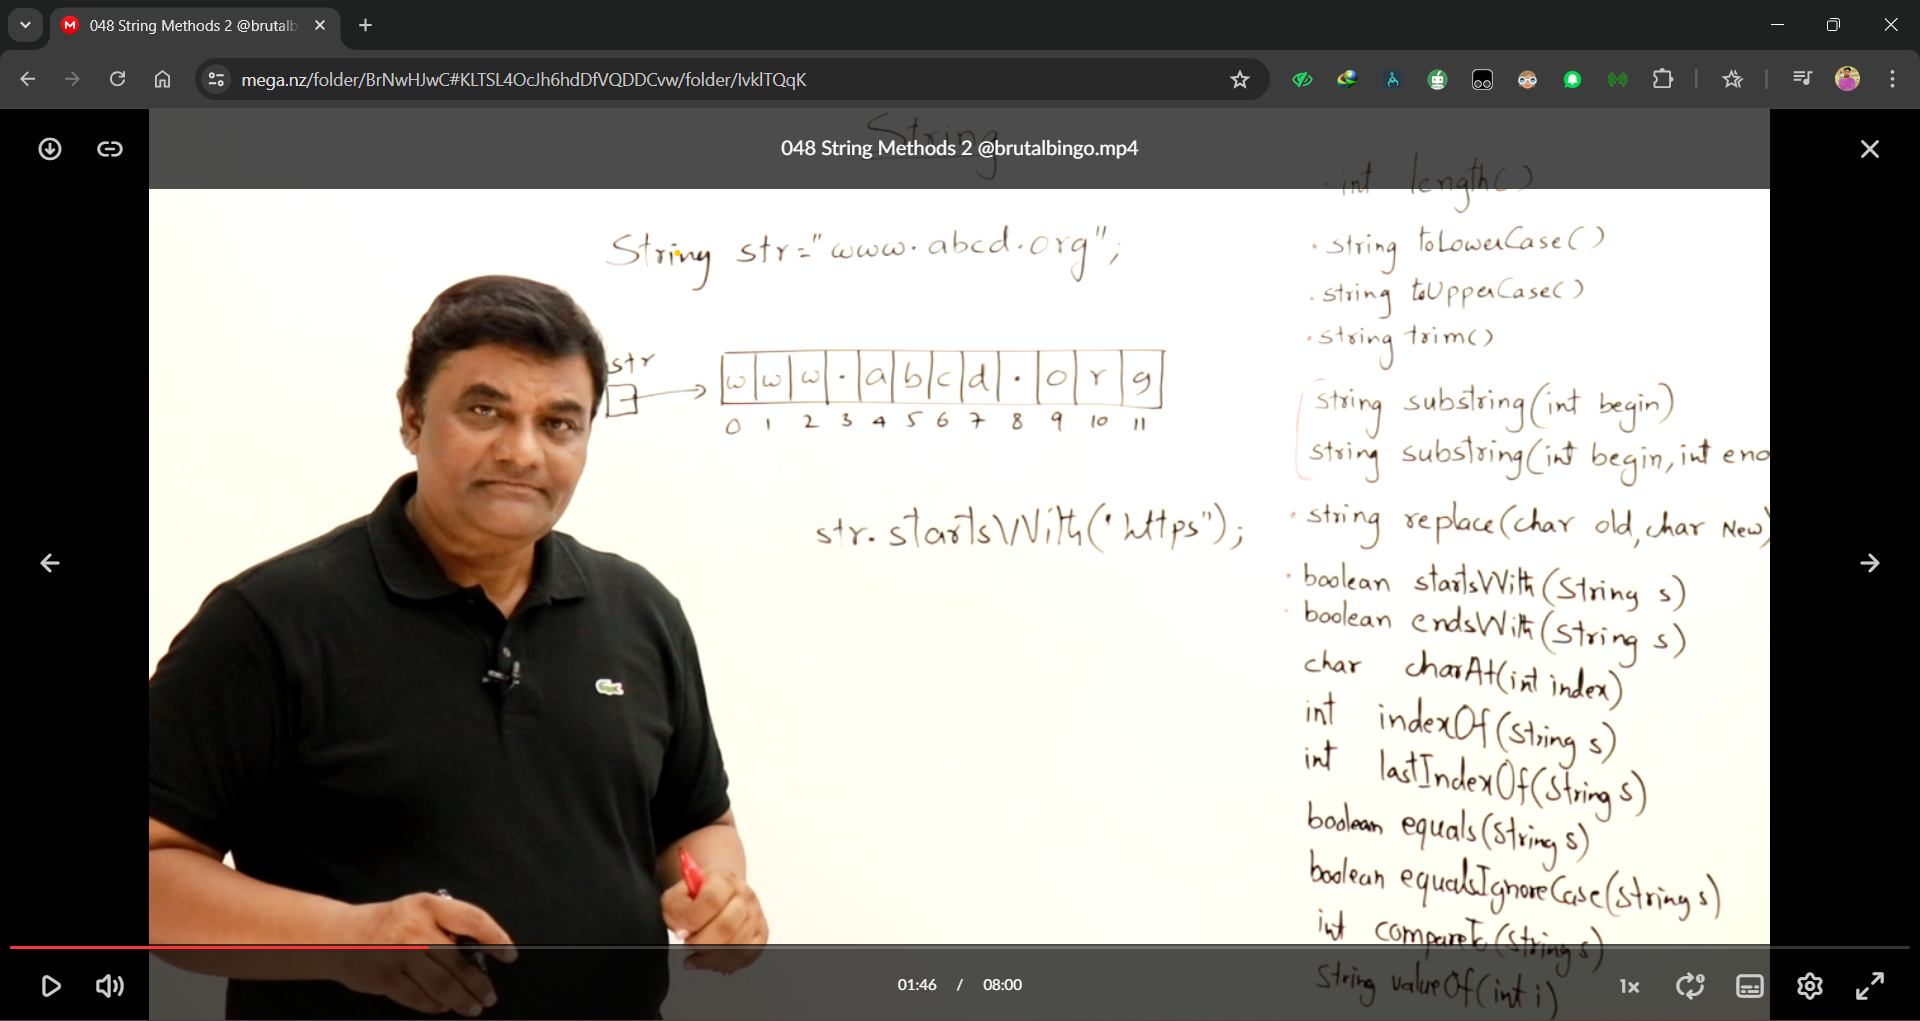 048 String Methods 2 @brutalb
mega.nz/folder/BrNwHJwC#KLTSL4OcJh6hdDfVQDDCvw/folder/IvklTQqK
String
048 String Methods 2 @brutalbingo.mp4
String str="www.abcd.org";
str
w w w . a b c d . o r g
0 1 2 3 4 5 6 7 8 9 10 11
str.startsWith("https");
. int length()
. string toLowerCase()
. string toUpperCase()
. string trim()
string substring(int begin)
string substring(int begin, int eno
. string replace(char old, char New)
. boolean startsWith(String s)
. boolean endsWith(String s)
char charAt(int index)
int indexOf(String s)
int lastIndexOf(String s)
boolean equals(String s)
boolean equalsIgnoreCase(String s)
int compareTo(String s)
String valueOf(int i)
01:46 / 08:00
1x